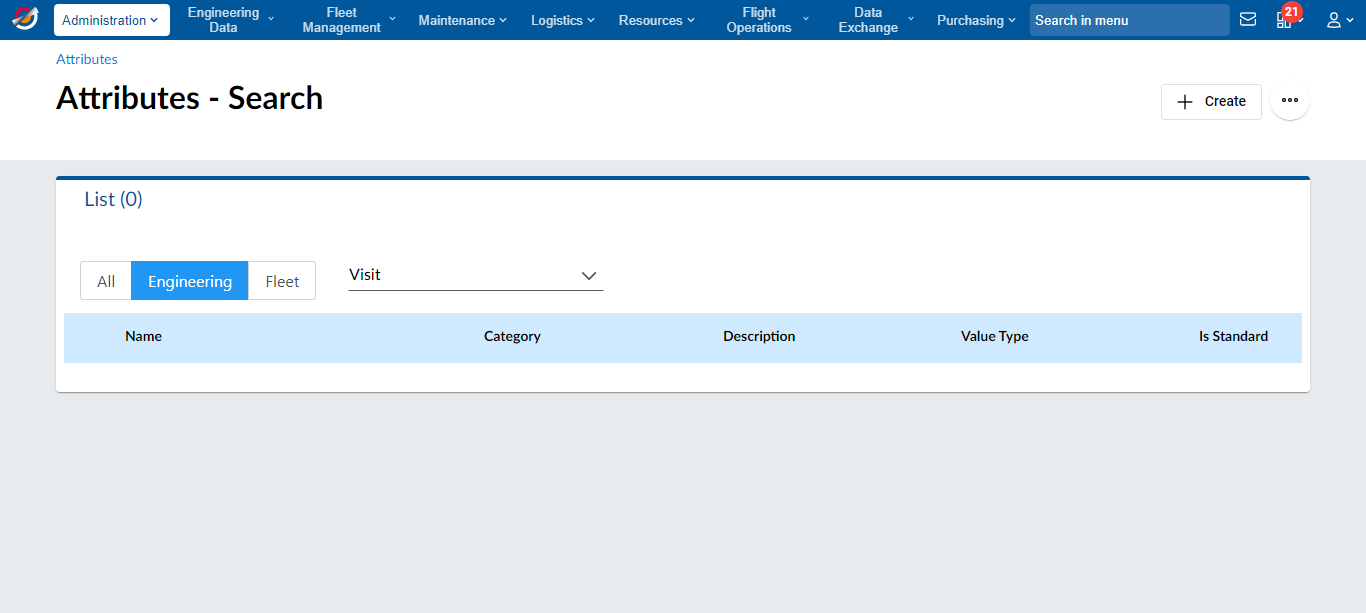 Administration
Engineering
Data
Fleet
Management
Maintenance
Logistics
Resources
Flight
Operations
Data
Exchange
Purchasing
Search in menu
21
Attributes
Attributes - Search
Create
List (0)
All Engineering Fleet Visit
Name Category Description Value Type Is Standard